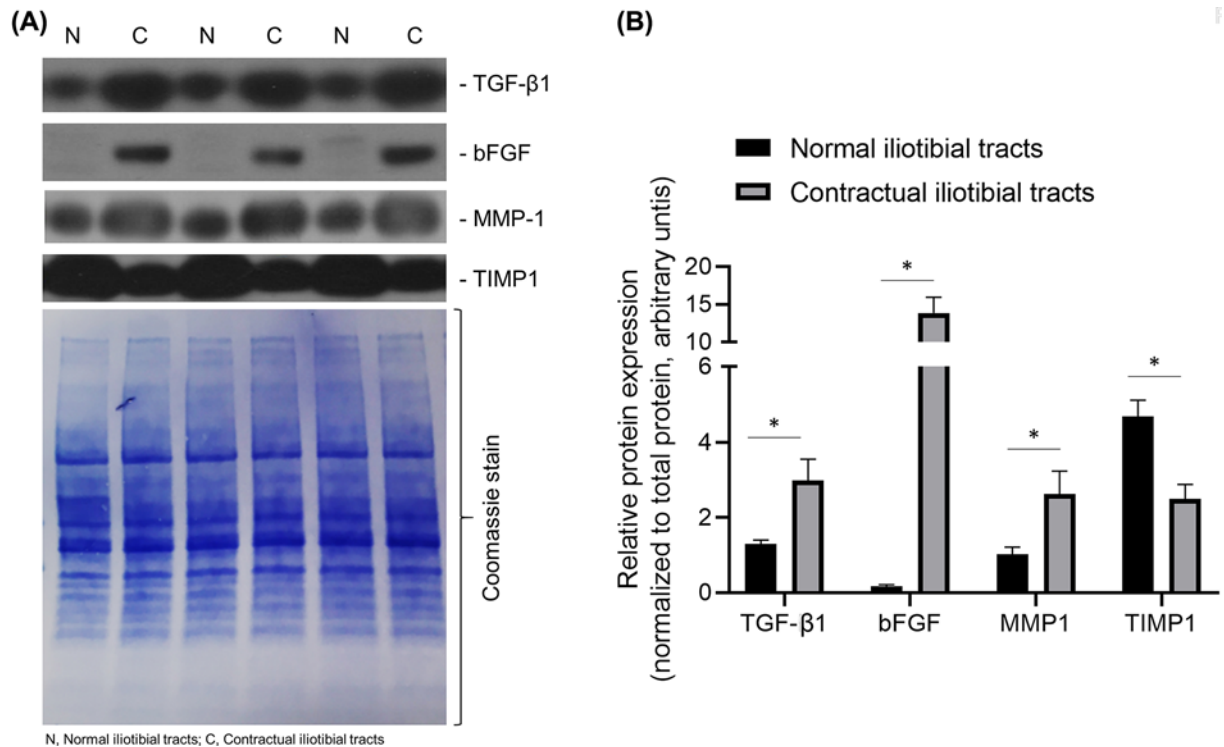 (A)
N C N C N C
- TGF-β1
- bFGF
- MMP-1
- TIMP1
Coomassie stain
N, Normal iliotibial tracts; C, Contractual iliotibial tracts
(B)
Normal iliotibial tracts
Contractual iliotibial tracts
Relative protein expression
(normalized to total protein, arbitrary untis)
20
15
10
6
4
2
0
* * * *
TGF-β1 bFGF MMP1 TIMP1